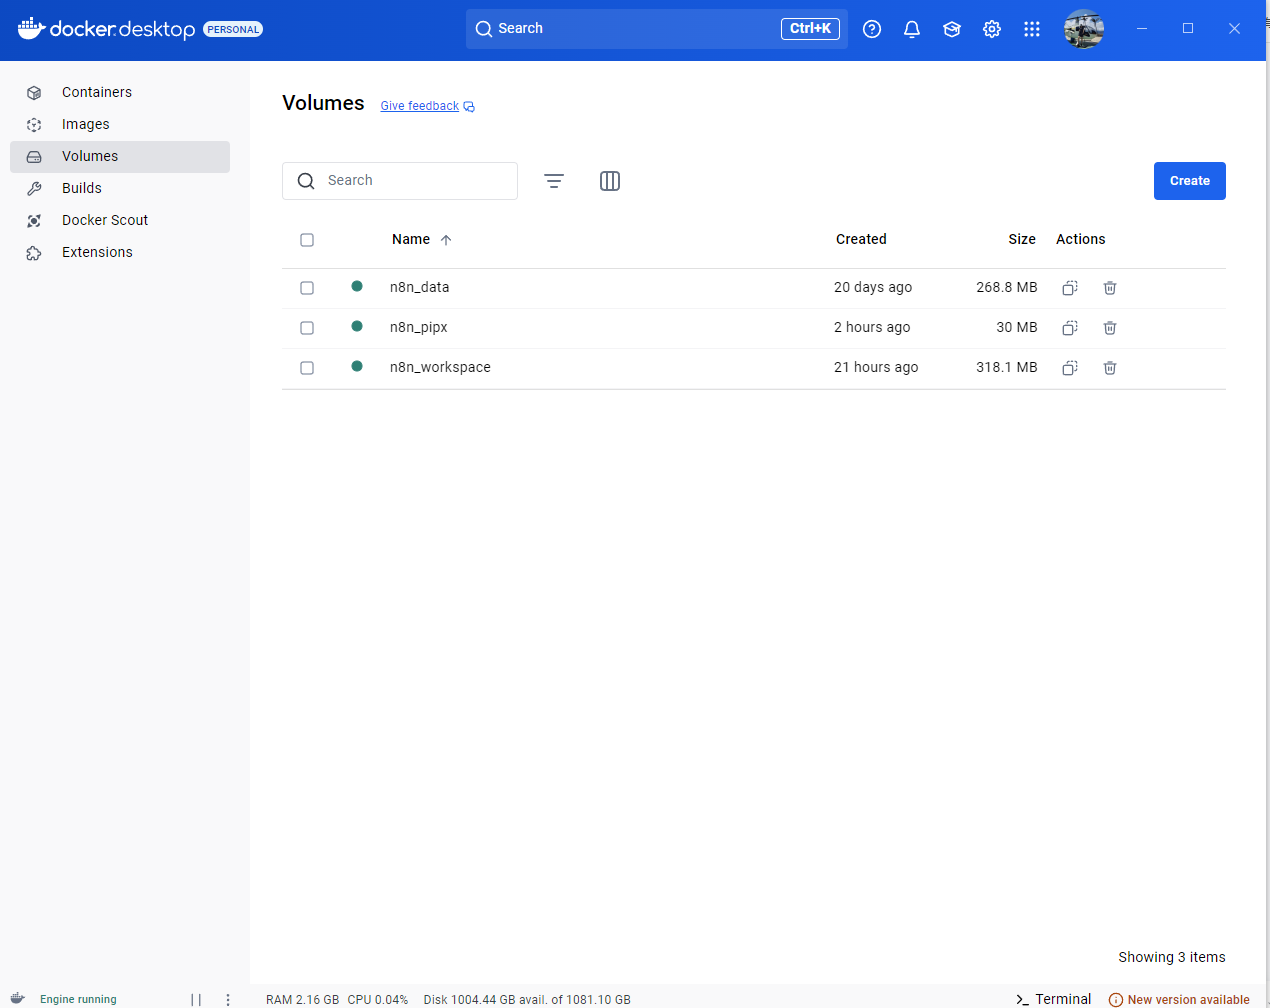 docker.desktop PERSONAL
Search Ctrl+K
Containers
Images
Volumes
Builds
Docker Scout
Extensions
Volumes Give feedback
Search
Create
Name Created Size Actions
n8n_data 20 days ago 268.8 MB
n8n_pipx 2 hours ago 30 MB
n8n_workspace 21 hours ago 318.1 MB
Showing 3 items
Engine running RAM 2.16 GB CPU 0.04% Disk 1004.44 GB avail. of 1081.10 GB >_ Terminal New version available